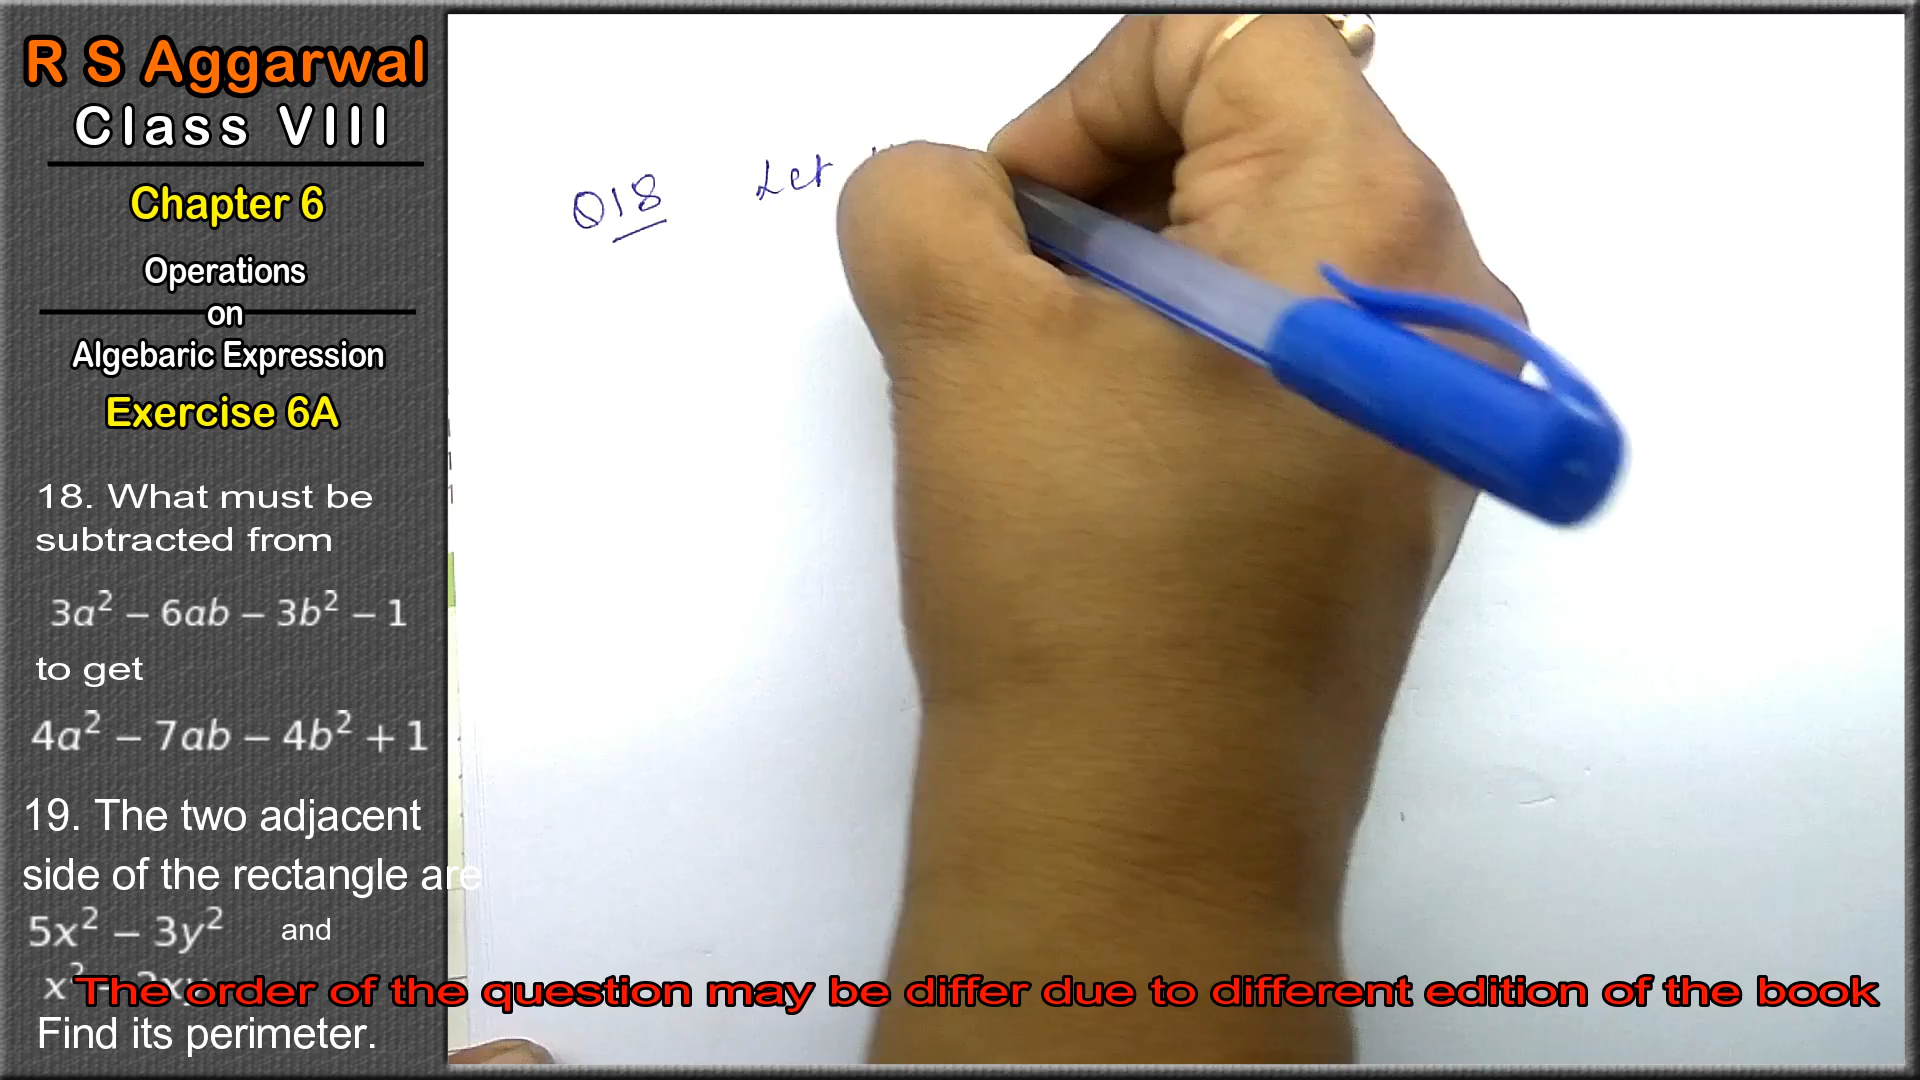 R S Aggarwal
Class VIII
Chapter 6
Operations
on
Algebaric Expression
Exercise 6A
18. What must be
subtracted from
3a² – 6ab – 3b² – 1
to get
4a² – 7ab – 4b² + 1
19. The two adjacent
side of the rectangle are
5x² – 3y² and
x²
Find its perimeter.
The order of the question may be differ due to different edition of the book
Q18 Let